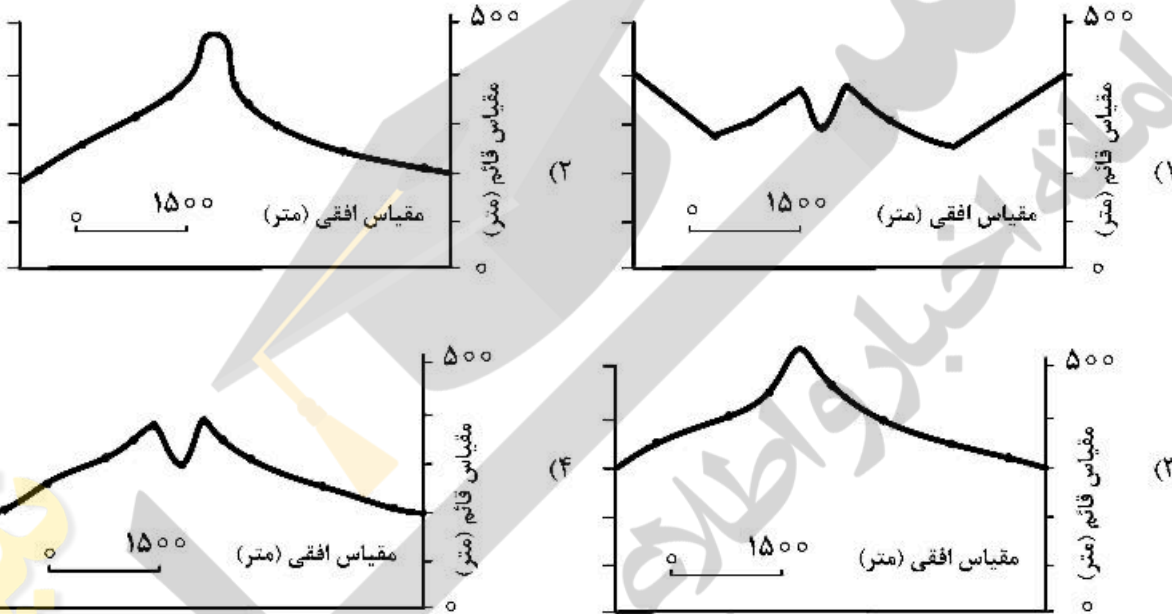 ۵۰۰
مقیاس قائم (متر)
۰
۱۵۰۰
مقیاس افقی (متر)
۰
۱)
۵۰۰
مقیاس قائم (متر)
۰
۱۵۰۰
مقیاس افقی (متر)
۰
۲)
۵۰۰
مقیاس قائم (متر)
۰
۱۵۰۰
مقیاس افقی (متر)
۰
۵۰۰
مقیاس قائم (متر)
۰
۱۵۰۰
مقیاس افقی (متر)
۰
۴)